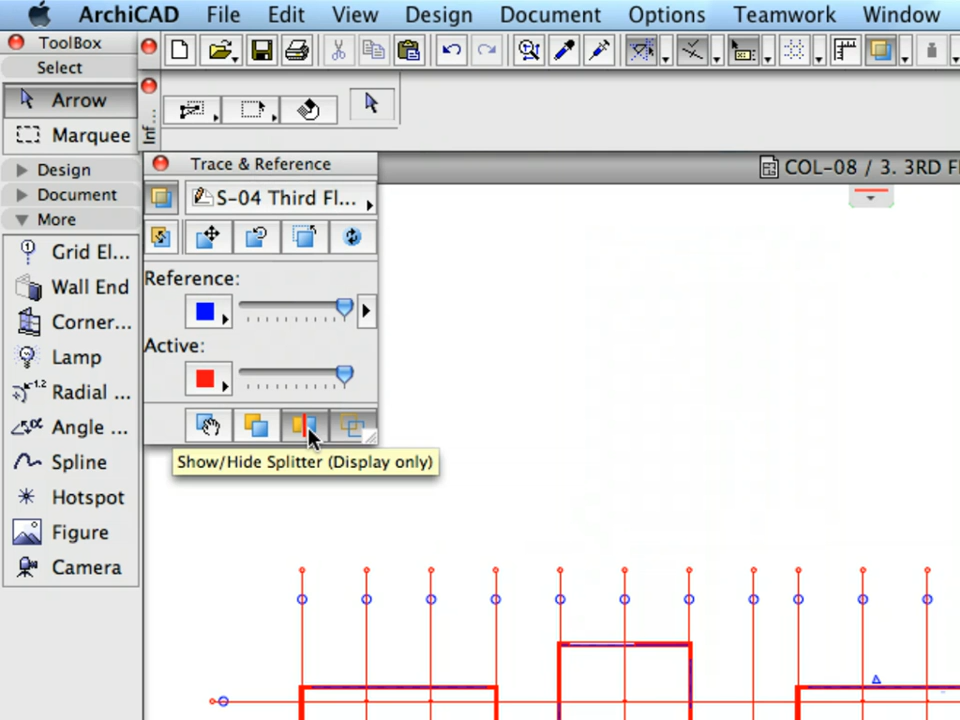 ArchiCAD File Edit View Design Document Options Teamwork Window
ToolBox
Select
Arrow
Marquee
Design
Document
More
Grid El...
Wall End
Corner...
Lamp
1.2 Radial ...
Angle ...
Spline
Hotspot
Figure
Camera
Inf...
Trace & Reference
S-04 Third Fl...
Reference:
Active:
Show/Hide Splitter (Display only)
COL-08 / 3. 3RD F